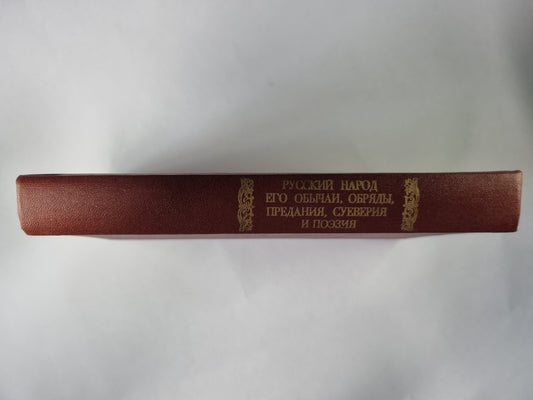 РУССКИЙ НАРОД
ЕГО ОБЫЧАИ, ОБРЯДЫ,
ПРЕДАНИЯ, СУЕВЕРИЯ
И ПОЭЗИЯ